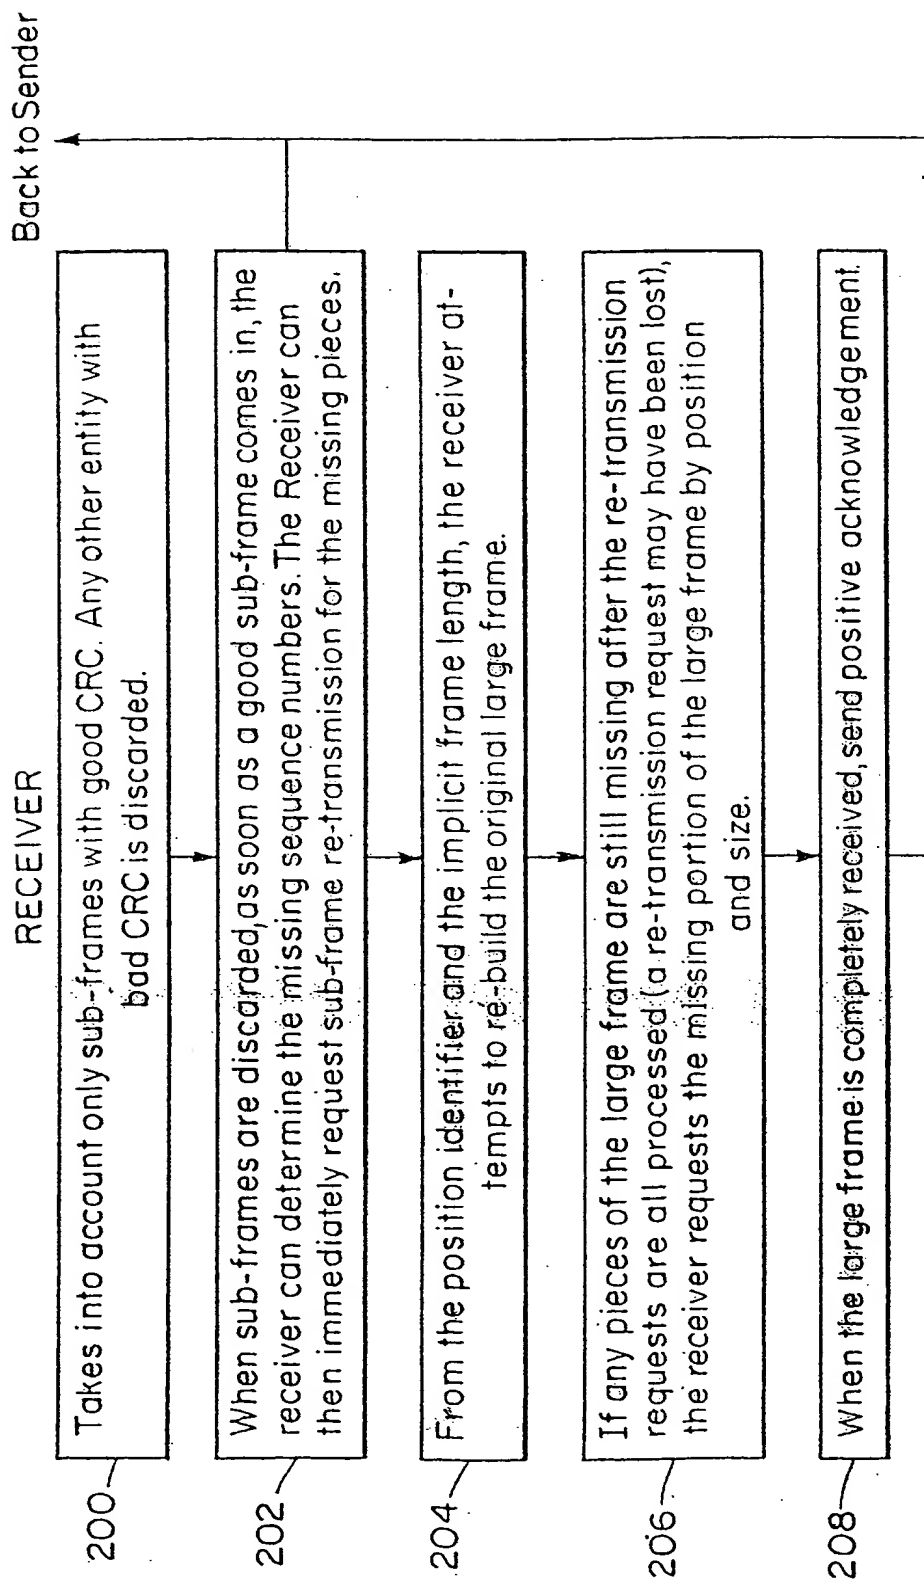 RECEIVER
Back to Sender
200
Takes into account only sub-frames with good CRC. Any other entity with
bad CRC is discarded.
202
When sub-frames are discarded, as soon as a good sub-frame comes in, the
receiver can determine the missing sequence numbers. The Receiver can
then immediately request sub-frame re-transmission for the missing pieces.
204
From the position identifier and the implicit frame length, the receiver at-
tempts to re-build the original large frame.
206
If any pieces of the large frame are still missing after the re-transmission
requests are all processed (a re-transmission request may have been lost),
the receiver requests the missing portion of the large frame by position
and size.
208
When the large frame is completely received, send positive acknowledgement.